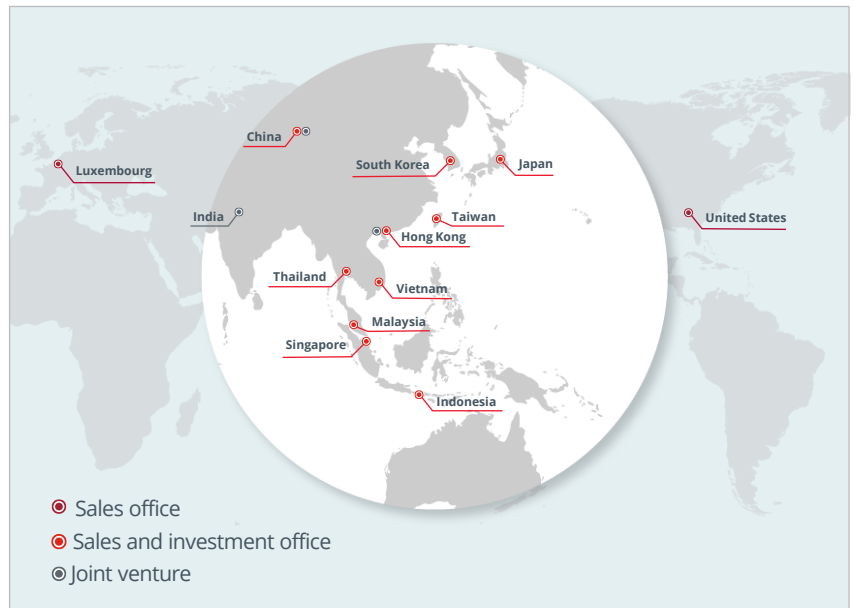 China
South Korea
Japan
Luxembourg
India
Taiwan
United States
Hong Kong
Thailand
Vietnam
Malaysia
Singapore
Indonesia
Sales office
Sales and investment office
Joint venture